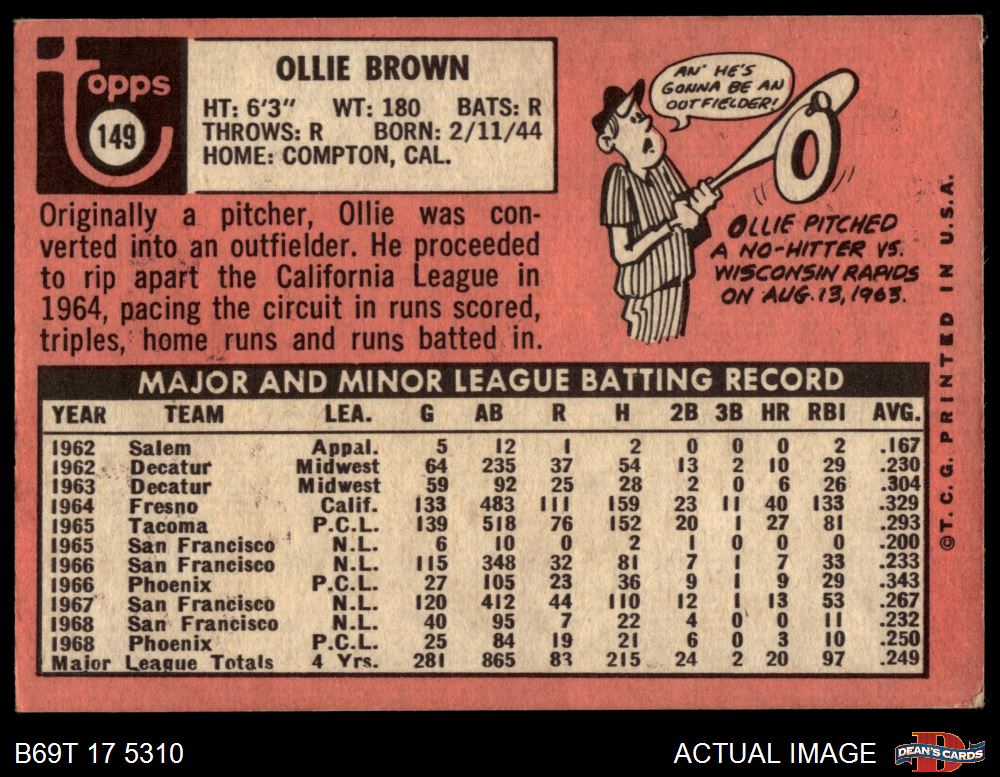 Topps
149
OLLIE BROWN
HT: 6'3" WT: 180 BATS: R
THROWS: R BORN: 2/11/44
HOME: COMPTON, CAL.
Originally a pitcher, Ollie was con-
verted into an outfielder. He proceeded
to rip apart the California League in
1964, pacing the circuit in runs scored,
triples, home runs and runs batted in.
AN' HE'S
GONNA BE AN
OUTFIELDER!
0
OLLIE PITCHED
A NO-HITTER VS.
WISCONSIN RAPIDS
ON AUG. 13, 1963.
MAJOR AND MINOR LEAGUE BATTING RECORD
YEAR TEAM LEA. G AB R H 2B 3B HR RBI AVG.
1962 Salem Appal. 5 12 1 2 0 0 0 2 .167
1962 Decatur Midwest 64 235 37 54 13 2 10 29 .230
1963 Decatur Midwest 59 92 25 28 2 0 6 26 .304
1964 Fresno Calif. 133 483 111 159 23 11 40 133 .329
1965 Tacoma P.C.L. 139 518 76 152 20 1 27 81 .293
1965 San Francisco N.L. 6 10 0 2 1 0 0 0 .200
1966 San Francisco N.L. 115 348 32 81 7 1 7 33 .233
1966 Phoenix P.C.L. 27 105 23 36 9 1 9 29 .343
1967 San Francisco N.L. 120 412 44 110 12 1 13 53 .267
1968 San Francisco N.L. 40 95 7 22 4 0 0 11 .232
1968 Phoenix P.C.L. 25 84 19 21 6 0 3 10 .250
Major League Totals 4 Yrs. 281 865 83 215 24 2 20 97 .249
©T. C. G. PRINTED IN U.S.A.
B69T 17 5310
ACTUAL IMAGE
DEAN'S CARDS